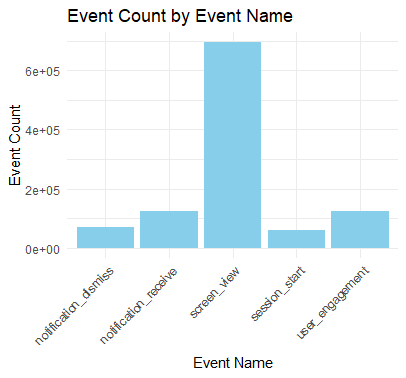 Event Count by Event Name
Event Count
6e+05
4e+05
2e+05
0e+00
notification_dismiss
notification_receive
screen_view
session_start
user_engagement
Event Name